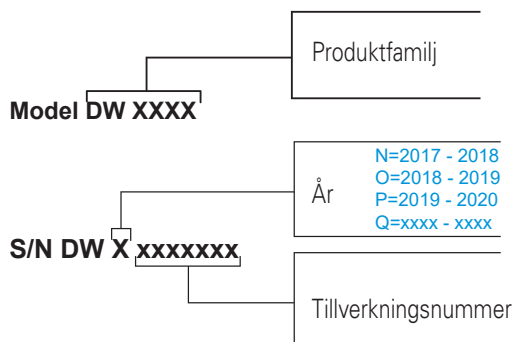 Produktfamilj
Model DW XXXX
N=2017 - 2018
O=2018 - 2019
År
P=2019 - 2020
Q=xxxx - xxxx
S/N DW X xxxxxxx
Tillverkningsnummer